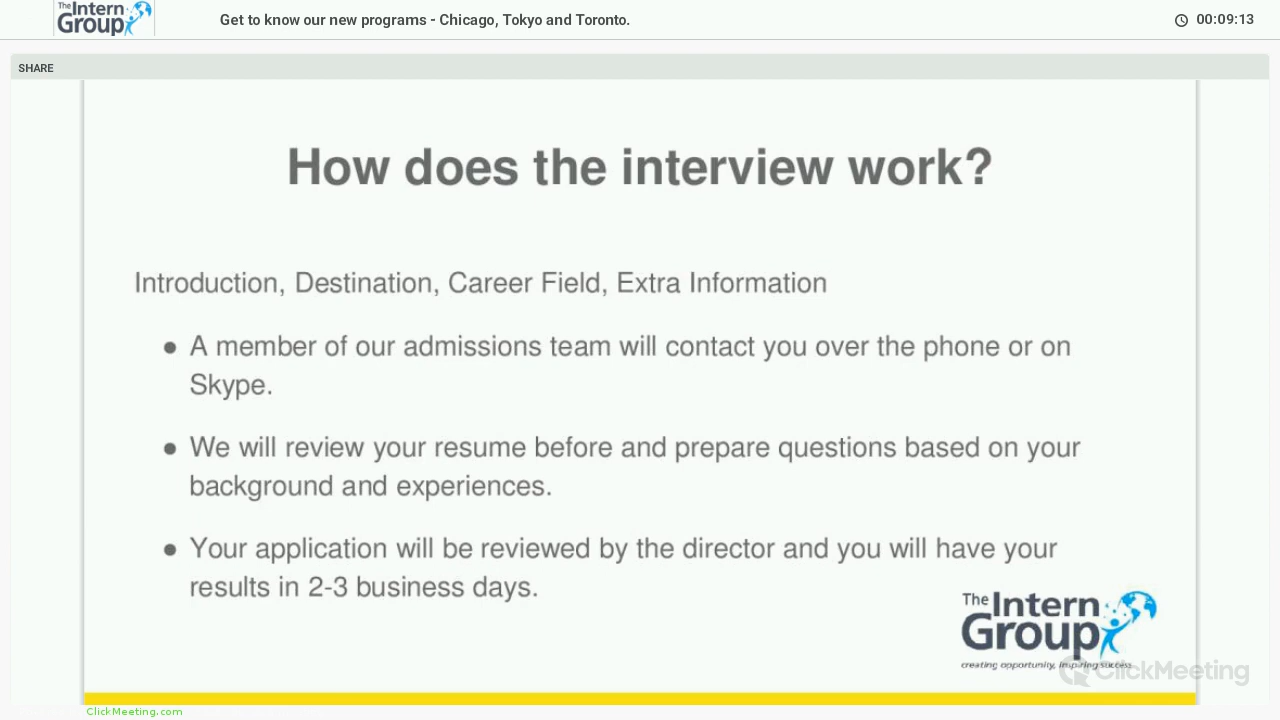 The Intern Group
Get to know our new programs - Chicago, Tokyo and Toronto.
00:09:13
SHARE
How does the interview work?
Introduction, Destination, Career Field, Extra Information
● A member of our admissions team will contact you over the phone or on
Skype.
● We will review your resume before and prepare questions based on your
background and experiences.
● Your application will be reviewed by the director and you will have your
results in 2-3 business days.
The Intern
Group
creating opportunity, inspiring success
ClickMeeting
ClickMeeting.com